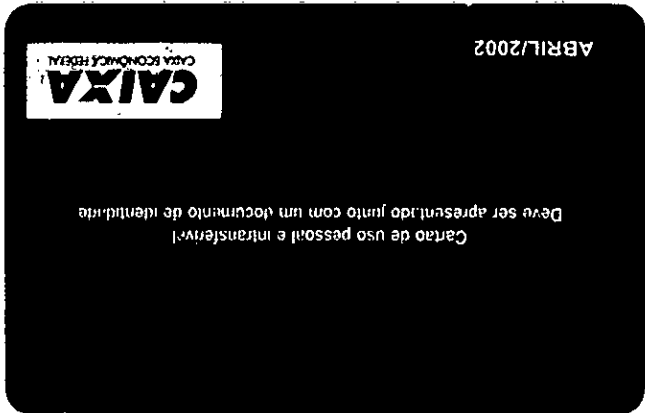 Cartao de uso pessoal e intransferível
Deve ser apresentado junto com um documento de identidade
CAIXA
CAIXA ECONÔMICA FEDERAL
ABRIL/2002